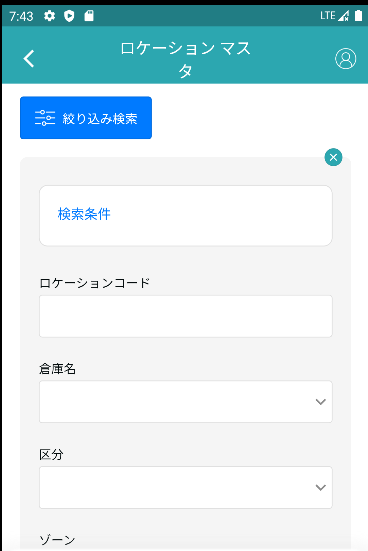 7:43
LTE
ロケーション マス
タ
絞り込み検索
検索条件
ロケーションコード
倉庫名
区分
ゾーン